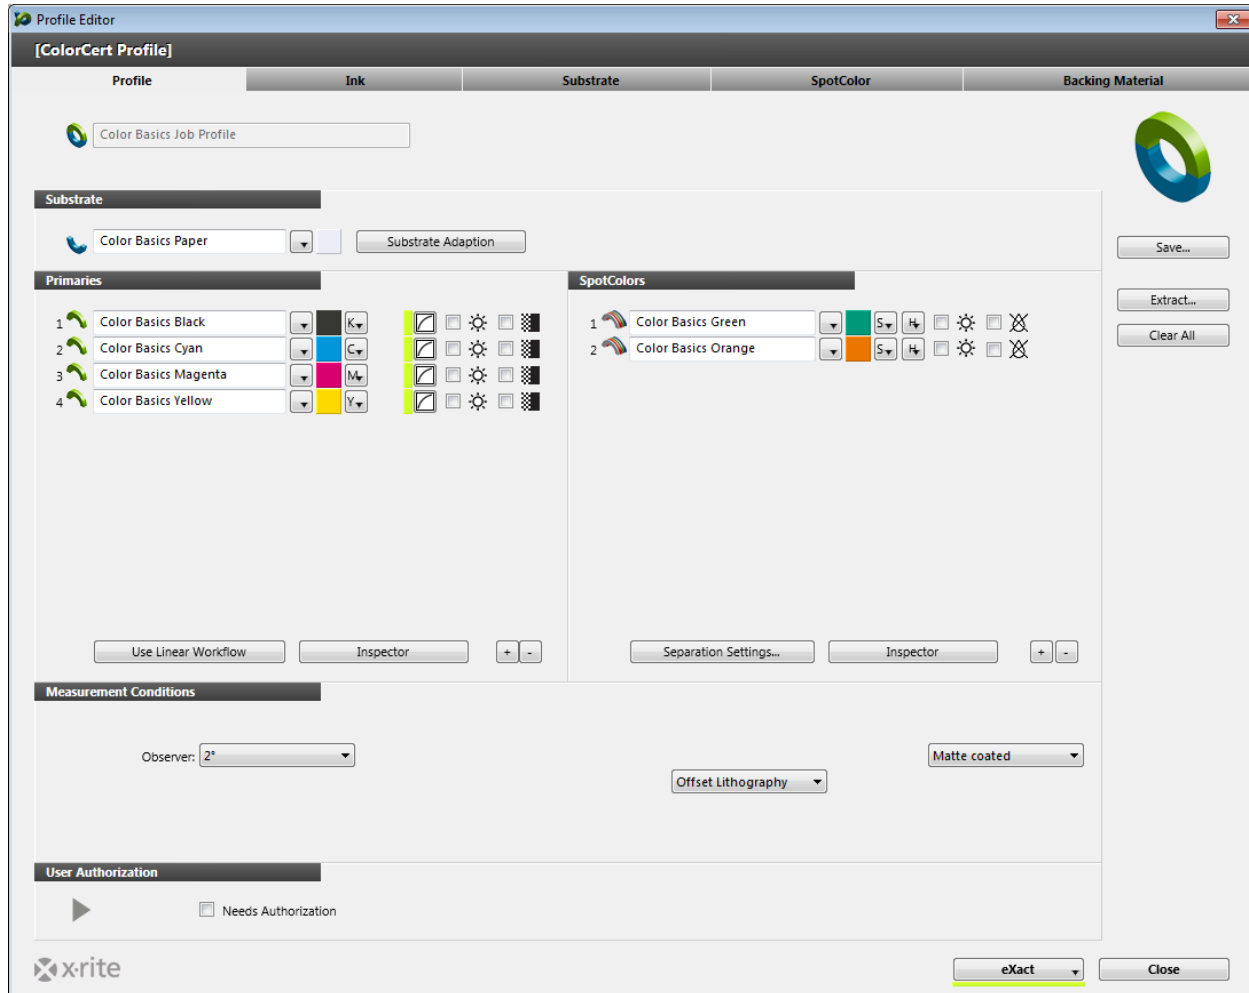 Profile Editor
[ColorCert Profile]
Profile Ink Substrate SpotColor Backing Material
Color Basics Job Profile
Substrate
Color Basics Paper Substrate Adaption
Save...
Primaries SpotColors
Extract...
1 Color Basics Black K 1 Color Basics Green S H
Clear All
2 Color Basics Cyan C 2 Color Basics Orange S H
3 Color Basics Magenta M
4 Color Basics Yellow Y
Use Linear Workflow Inspector + - Separation Settings... Inspector + -
Measurement Conditions
Observer: 2° Matte coated
Offset Lithography
User Authorization
Needs Authorization
x·rite eXact Close